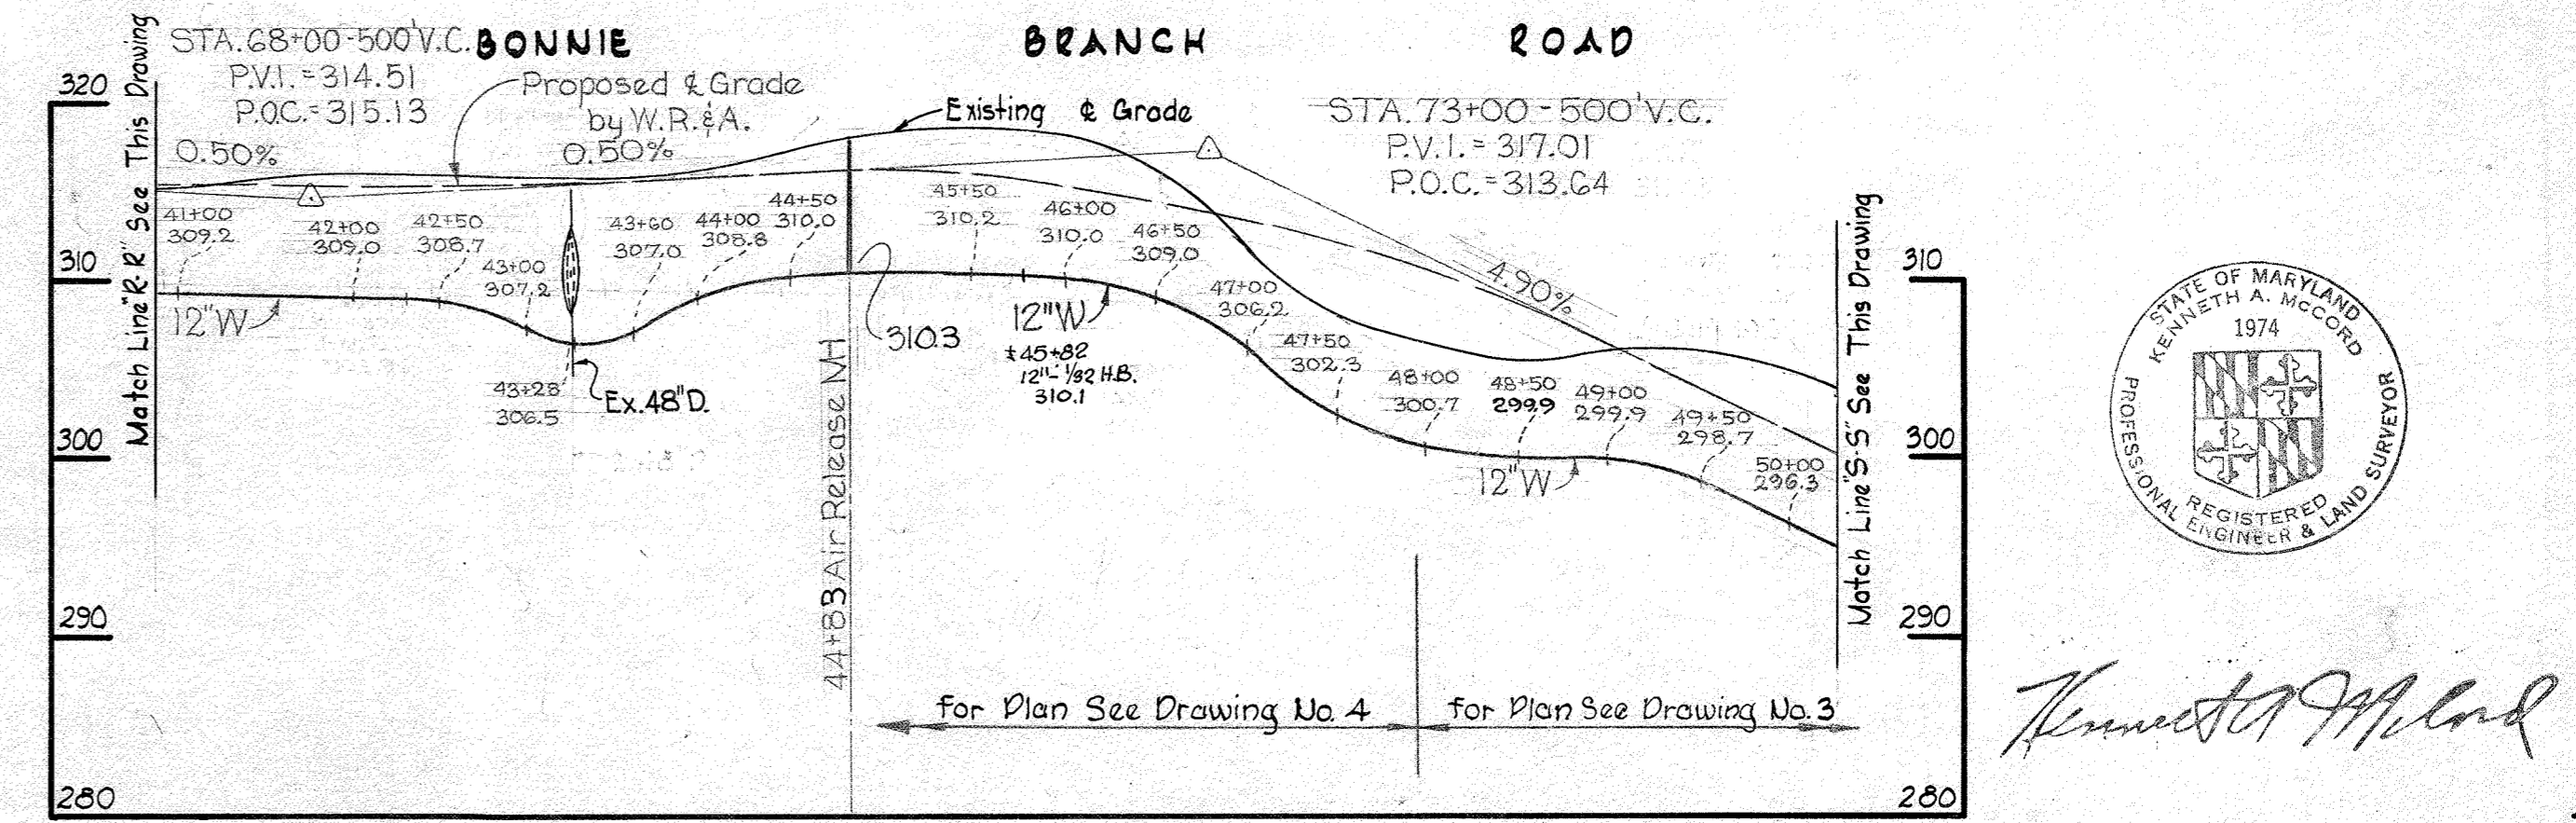 STA.68+00-500'V.C.
P.V.I.=314.51
P.O.C.=315.13
BONNIE BRANCH ROAD
Proposed ℄ Grade
by W.R.&A.
0.50%
0.50%
Existing ℄ Grade
STA.73+00-500'V.C.
P.V.I.=317.01
P.O.C.=313.64
4.90%
Match Line "R-R" See This Drawing
320
310
300
290
280
41+00
309.2
42+00
309.0
42+50
308.7
43+00
307.2
43+28
306.5
Ex.48"D.
43+60
307.0
44+00
308.8
44+50
310.0
12"W
44+83 Air Release MH
310.3
45+50
310.2
12"W
±45+82
12"-1/32 H.B.
310.1
46+00
310.0
46+50
309.0
47+00
306.2
47+50
302.3
48+00
300.7
48+50
299.9
49+00
299.9
49+50
298.7
50+00
296.3
12"W
For Plan See Drawing No. 4
For Plan See Drawing No. 3
Match Line "S-S" See This Drawing
310
300
290
280
STATE OF MARYLAND
KENNETH A. McCORD
1974
REGISTERED
PROFESSIONAL ENGINEER & LAND SURVEYOR
Kenneth A McCord